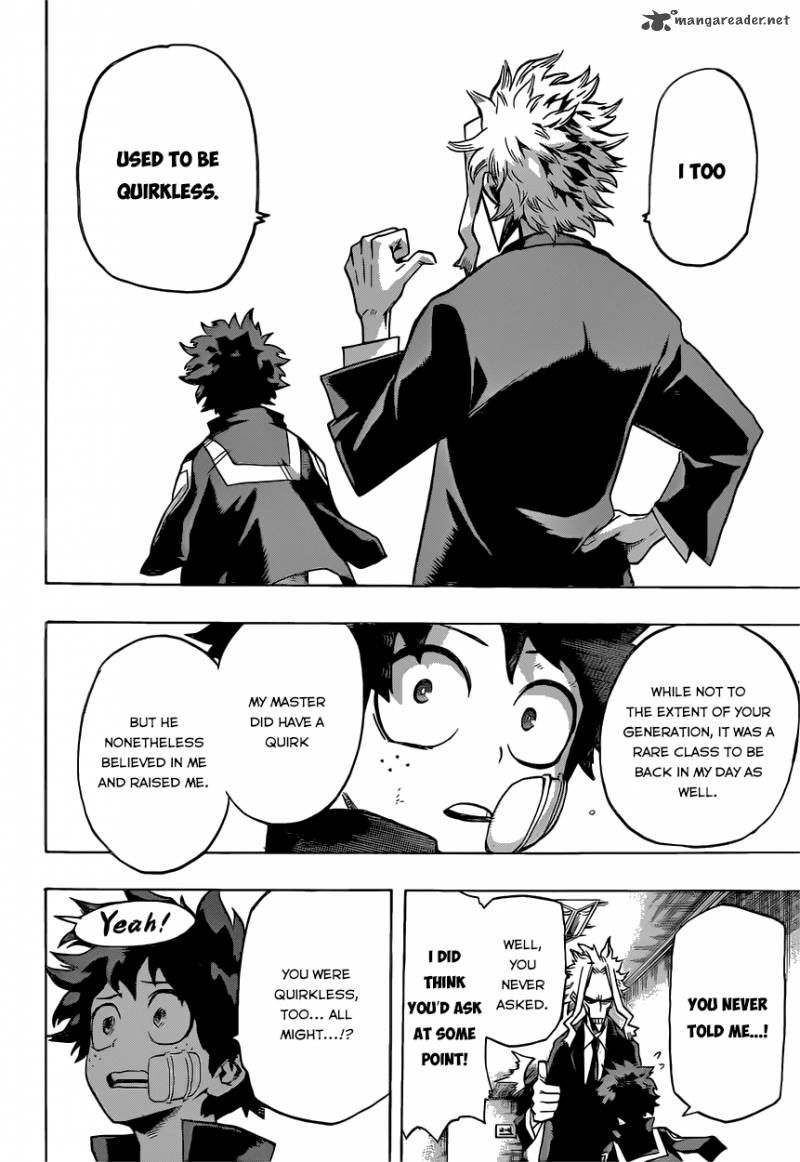 mangareader.net
I TOO
USED TO BE
QUIRKLESS.
WHILE NOT TO
THE EXTENT OF YOUR
GENERATION, IT WAS A
RARE CLASS TO BE
BACK IN MY DAY AS
WELL.
MY MASTER
DID HAVE A
QUIRK
BUT HE
NONETHELESS
BELIEVED IN ME
AND RAISED ME.
YOU NEVER
TOLD ME...!
WELL,
YOU NEVER
ASKED.
I DID
THINK
YOU'D ASK
AT SOME
POINT!
YOU WERE
QUIRKLESS,
TOO... ALL
MIGHT...!?
Yeah!